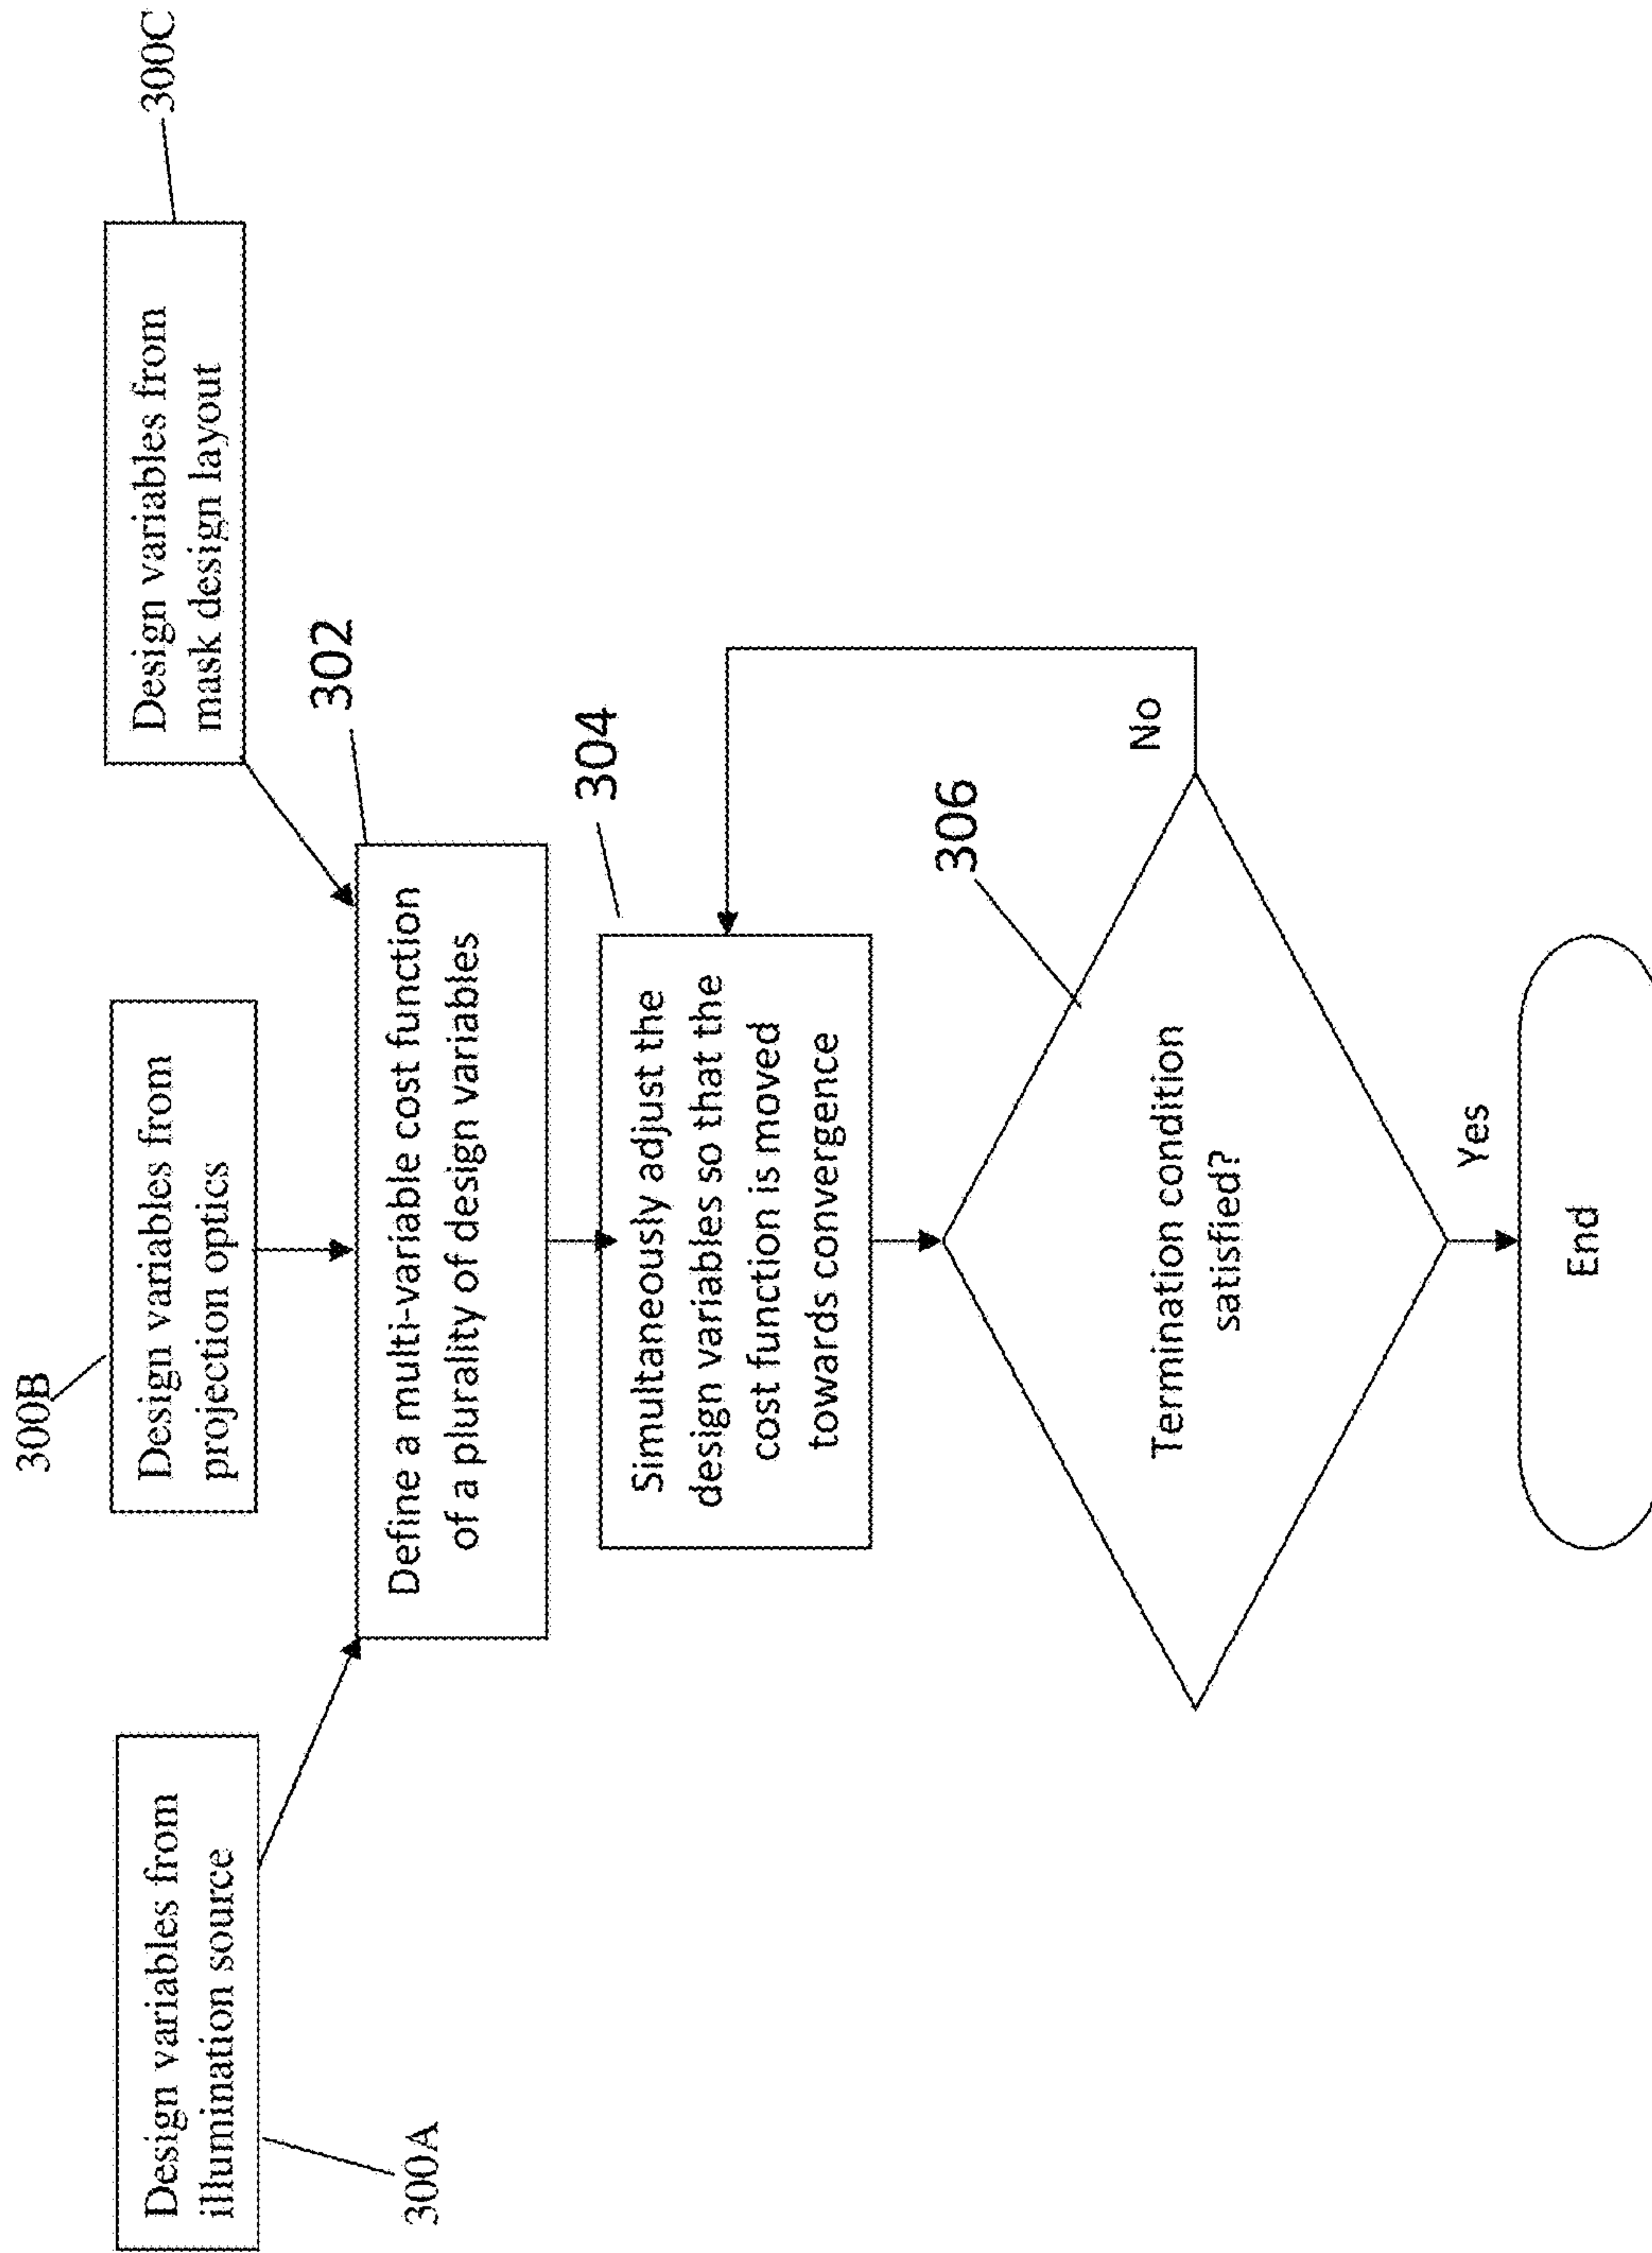 300B
300C
Design variables from
illumination source
Design variables from
projection optics
Design variables from
mask design layout
300A
302
Define a multi-variable cost function
of a plurality of design variables
304
Simultaneously adjust the
design variables so that the
cost function is moved
towards convergence
306
No
Termination condition
satisfied?
Yes
End